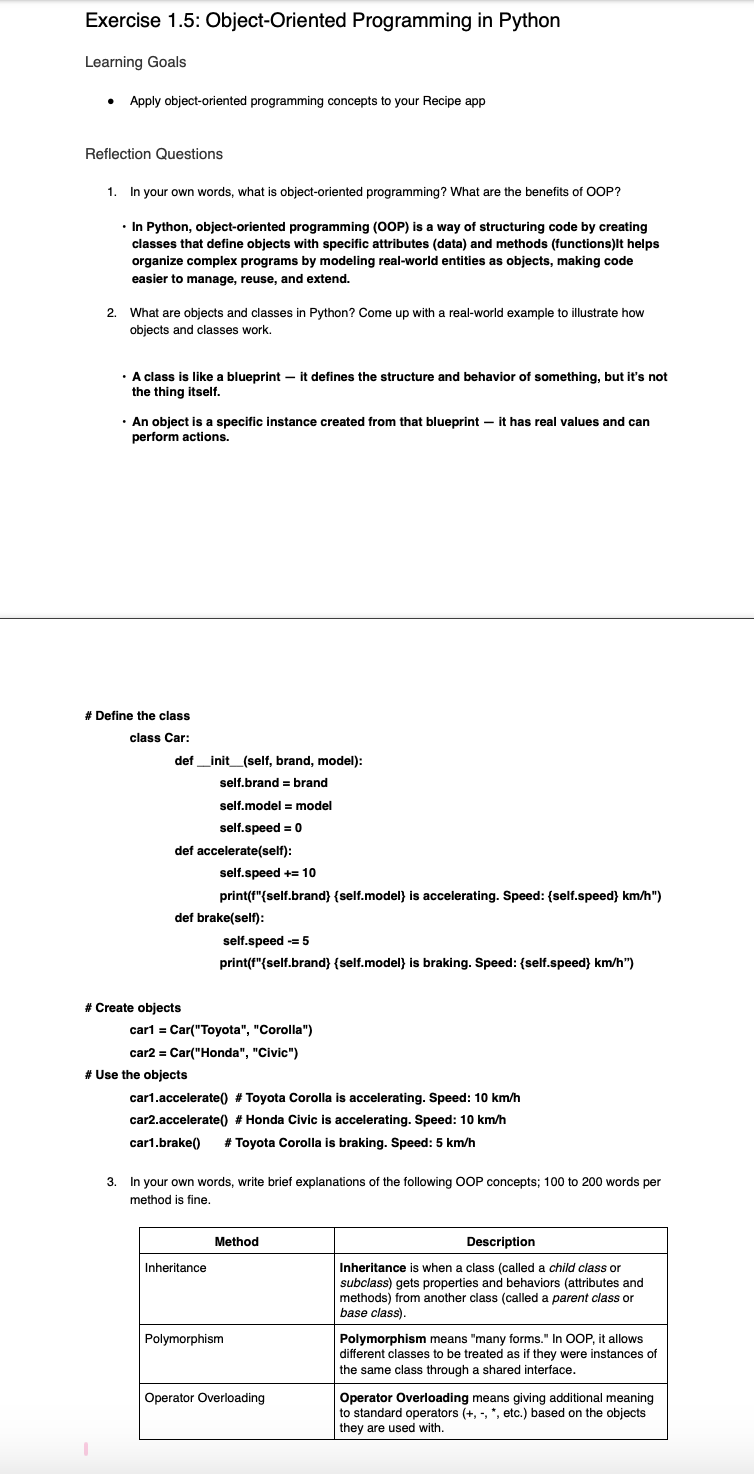 Exercise 1.5: Object-Oriented Programming in Python
Learning Goals
● Apply object-oriented programming concepts to your Recipe app
Reflection Questions
1. In your own words, what is object-oriented programming? What are the benefits of OOP?
• In Python, object-oriented programming (OOP) is a way of structuring code by creating
classes that define objects with specific attributes (data) and methods (functions)It helps
organize complex programs by modeling real-world entities as objects, making code
easier to manage, reuse, and extend.
2. What are objects and classes in Python? Come up with a real-world example to illustrate how
objects and classes work.
• A class is like a blueprint — it defines the structure and behavior of something, but it's not
the thing itself.
• An object is a specific instance created from that blueprint — it has real values and can
perform actions.
# Define the class
class Car:
def __init__(self, brand, model):
self.brand = brand
self.model = model
self.speed = 0
def accelerate(self):
self.speed += 10
print(f"{self.brand} {self.model} is accelerating. Speed: {self.speed} km/h")
def brake(self):
self.speed -= 5
print(f"{self.brand} {self.model} is braking. Speed: {self.speed} km/h”)
# Create objects
car1 = Car("Toyota", "Corolla")
car2 = Car("Honda", "Civic")
# Use the objects
car1.accelerate() # Toyota Corolla is accelerating. Speed: 10 km/h
car2.accelerate() # Honda Civic is accelerating. Speed: 10 km/h
car1.brake() # Toyota Corolla is braking. Speed: 5 km/h
3. In your own words, write brief explanations of the following OOP concepts; 100 to 200 words per
method is fine.
Method Description
Inheritance Inheritance is when a class (called a child class or
subclass) gets properties and behaviors (attributes and
methods) from another class (called a parent class or
base class).
Polymorphism Polymorphism means "many forms." In OOP, it allows
different classes to be treated as if they were instances of
the same class through a shared interface.
Operator Overloading Operator Overloading means giving additional meaning
to standard operators (+, -, *, etc.) based on the objects
they are used with.